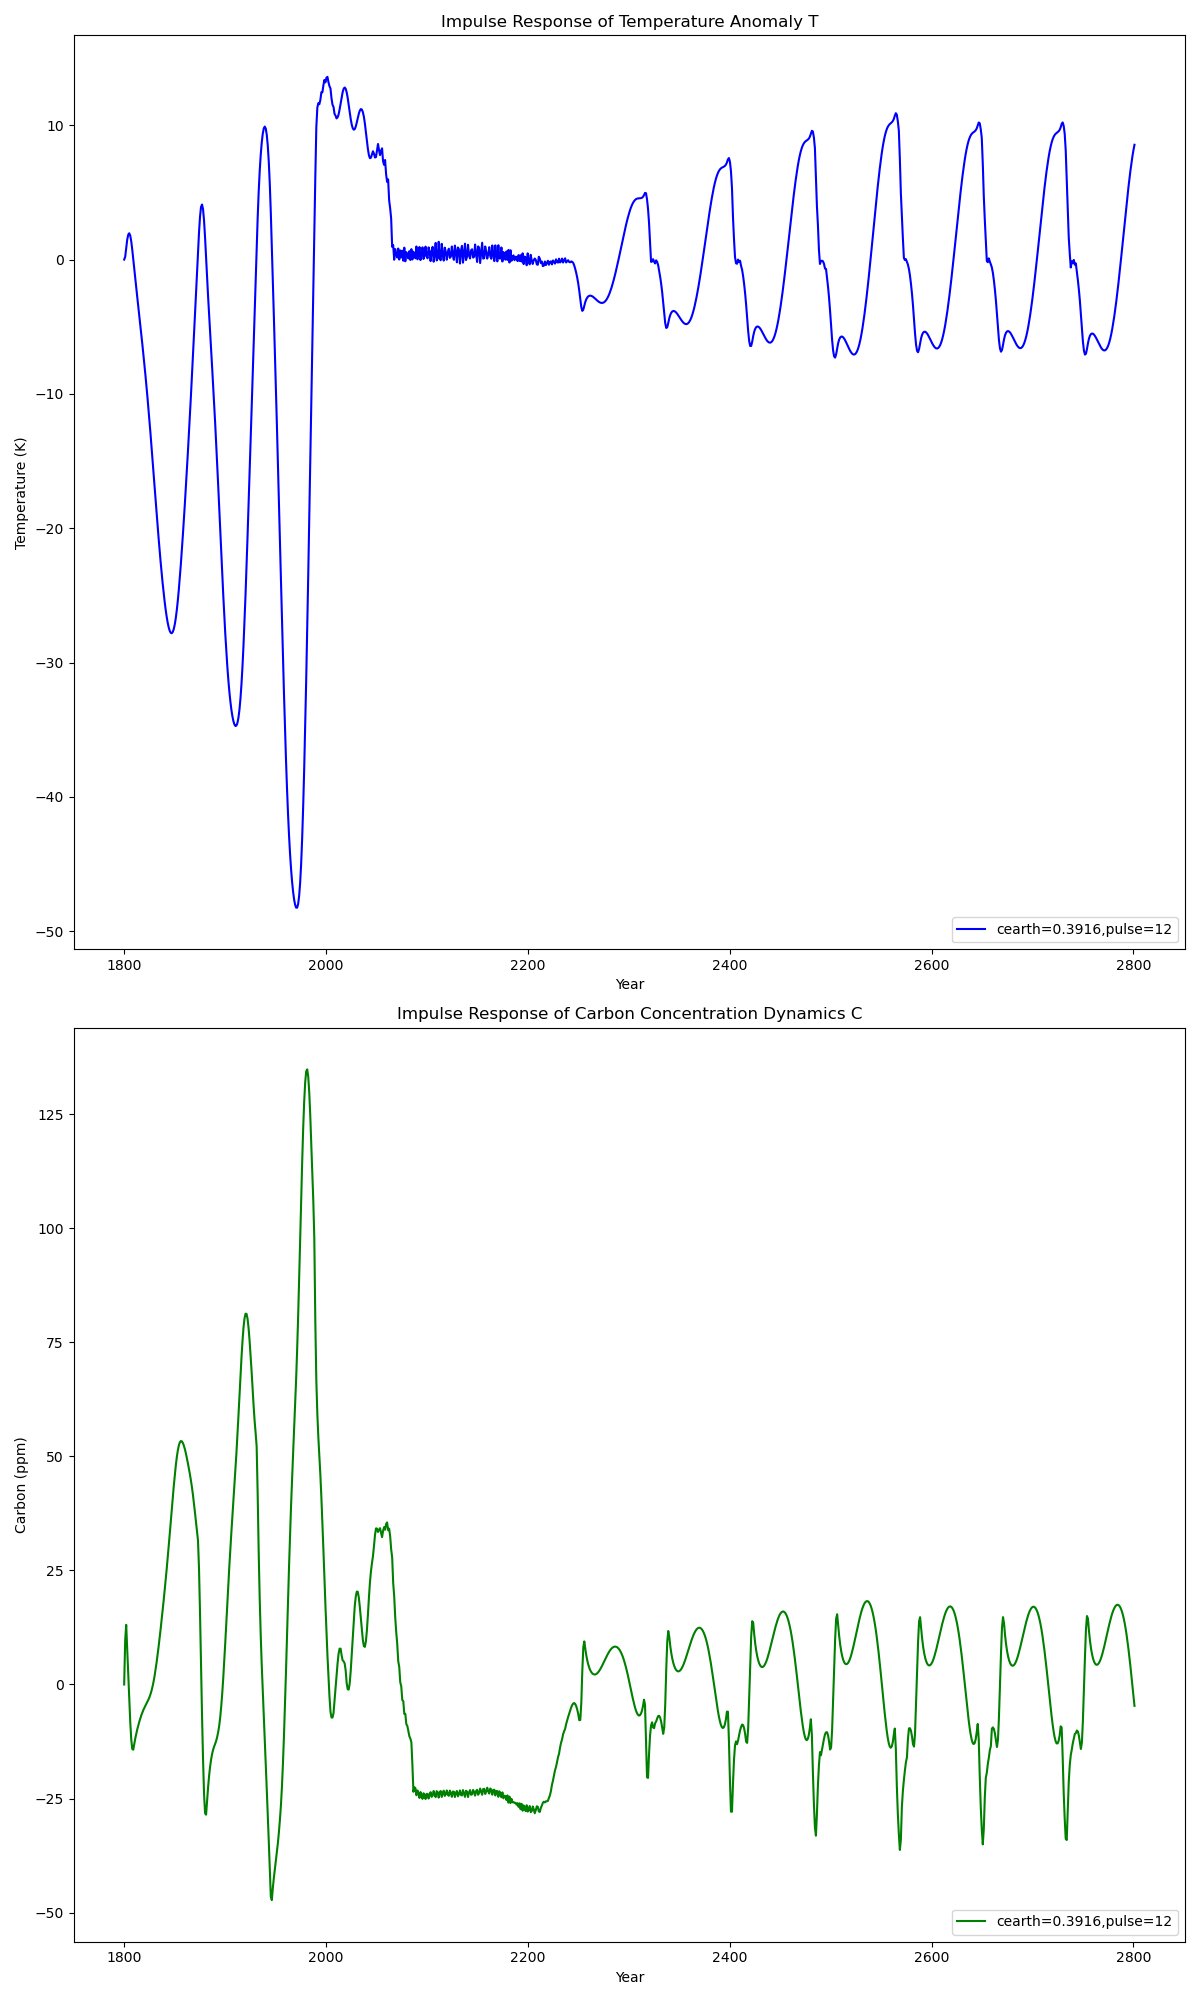 Impulse Response of Temperature Anomaly T
10
0
−10
−20
−30
−40
−50
Temperature (K)
cearth=0.3916,pulse=12
1800 2000 2200 2400 2600 2800
Year
Impulse Response of Carbon Concentration Dynamics C
125
100
75
50
25
0
−25
−50
Carbon (ppm)
cearth=0.3916,pulse=12
1800 2000 2200 2400 2600 2800
Year